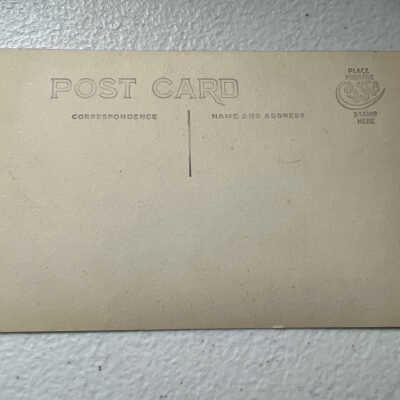 POST CARD
CORRESPONDENCE
NAME AND ADDRESS
PLACE
POSTAGE
STAMP
HERE